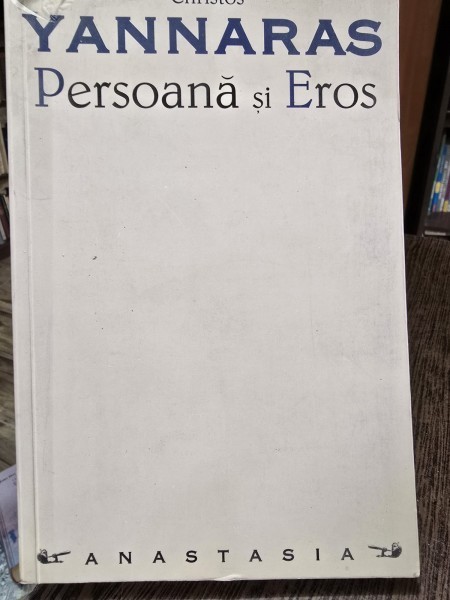 Christos
YANNARAS
Persoană și Eros
ANASTASIA